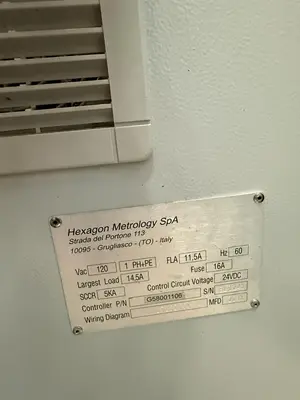 Hexagon Metrology SpA
Strada del Portone 113
10095 - Grugliasco - (TO) - Italy
Vac 120 1 PH+PE FLA 11,5A Hz 60
Largest Load 14,5A Fuse 16A
SCCR 5KA Control Circuit Voltage 24VDC
Controller P/N G58001106 S/N
Wiring Diagram MFD